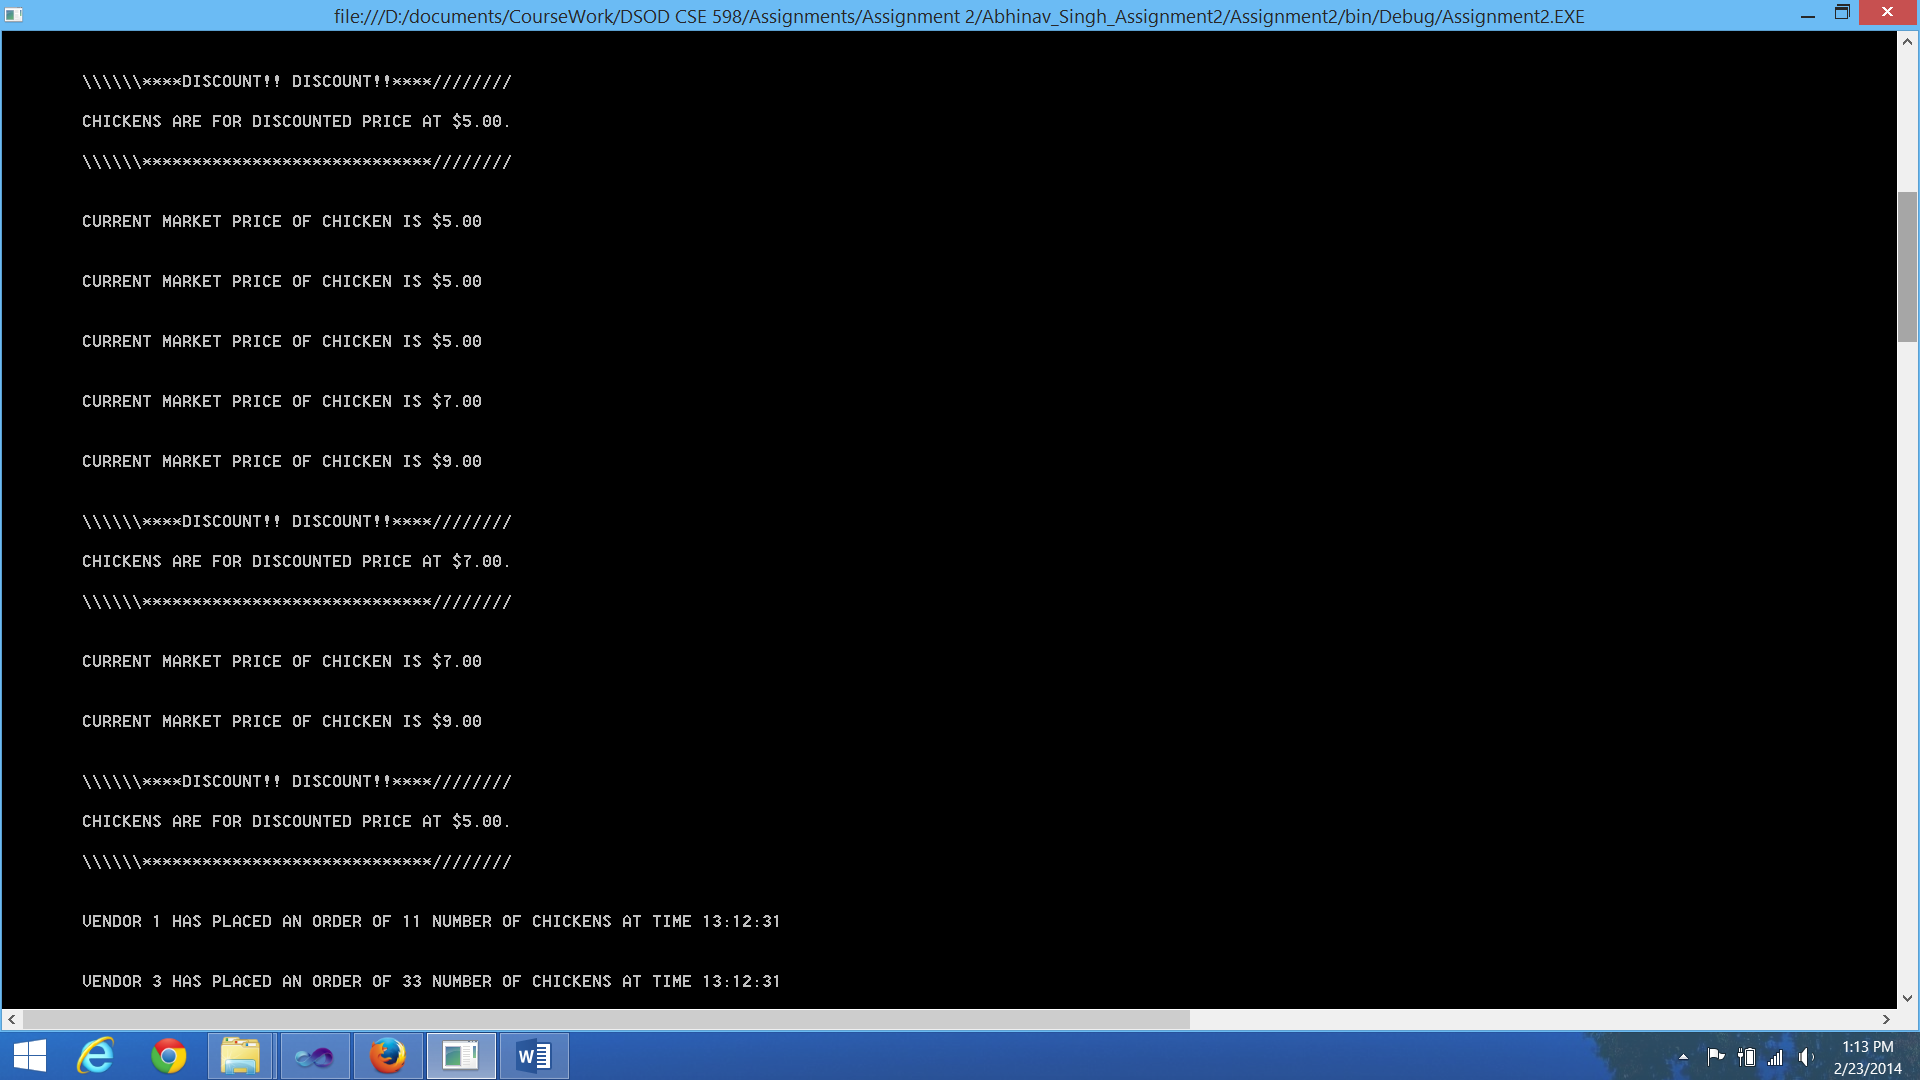 file:///D:/documents/CourseWork/DSOD CSE 598/Assignments/Assignment 2/Abhinav_Singh_Assignment2/Assignment2/bin/Debug/Assignment2.EXE
\\\\\\****DISCOUNT!! DISCOUNT!!****////////
CHICKENS ARE FOR DISCOUNTED PRICE AT $5.00.
\\\\\\*****************************////////
CURRENT MARKET PRICE OF CHICKEN IS $5.00
CURRENT MARKET PRICE OF CHICKEN IS $5.00
CURRENT MARKET PRICE OF CHICKEN IS $5.00
CURRENT MARKET PRICE OF CHICKEN IS $7.00
CURRENT MARKET PRICE OF CHICKEN IS $9.00
\\\\\\****DISCOUNT!! DISCOUNT!!****////////
CHICKENS ARE FOR DISCOUNTED PRICE AT $7.00.
\\\\\\*****************************////////
CURRENT MARKET PRICE OF CHICKEN IS $7.00
CURRENT MARKET PRICE OF CHICKEN IS $9.00
\\\\\\****DISCOUNT!! DISCOUNT!!****////////
CHICKENS ARE FOR DISCOUNTED PRICE AT $5.00.
\\\\\\*****************************////////
VENDOR 1 HAS PLACED AN ORDER OF 11 NUMBER OF CHICKENS AT TIME 13:12:31
VENDOR 3 HAS PLACED AN ORDER OF 33 NUMBER OF CHICKENS AT TIME 13:12:31
1:13 PM
2/23/2014